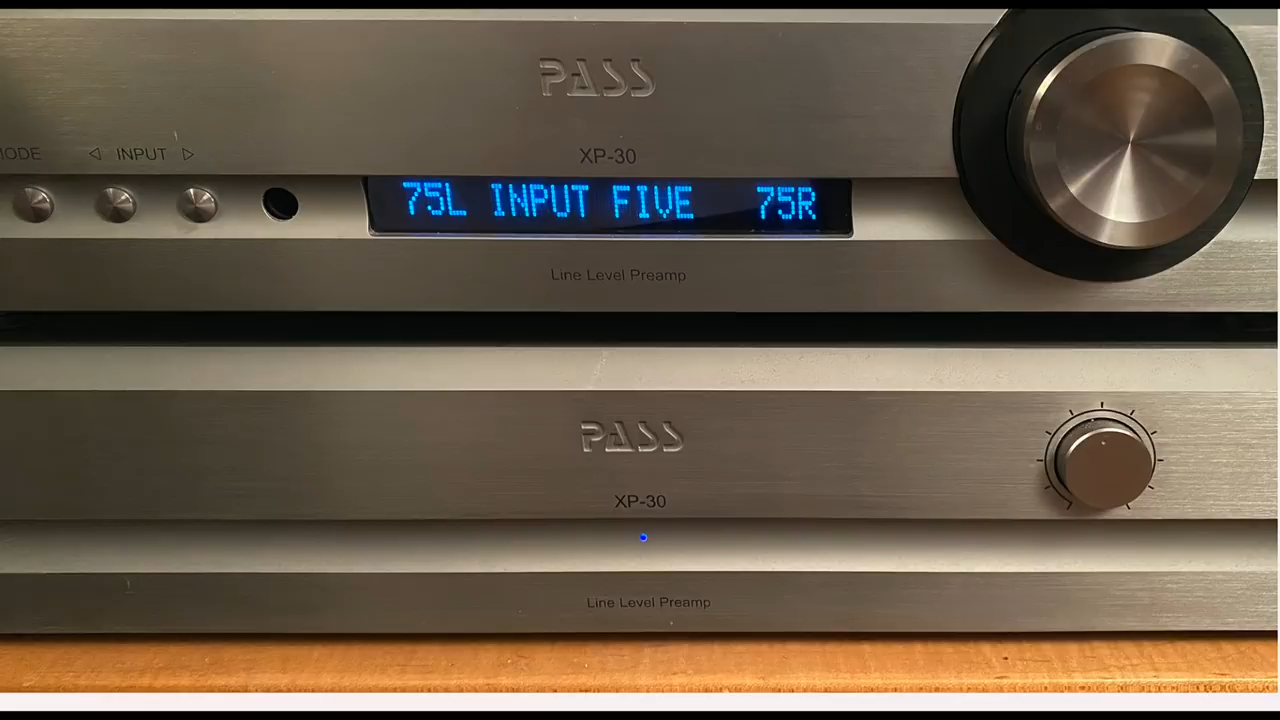 PASS
MODE ◁ INPUT ▷
XP-30
75L INPUT FIVE 75R
Line Level Preamp
PASS
XP-30
Line Level Preamp